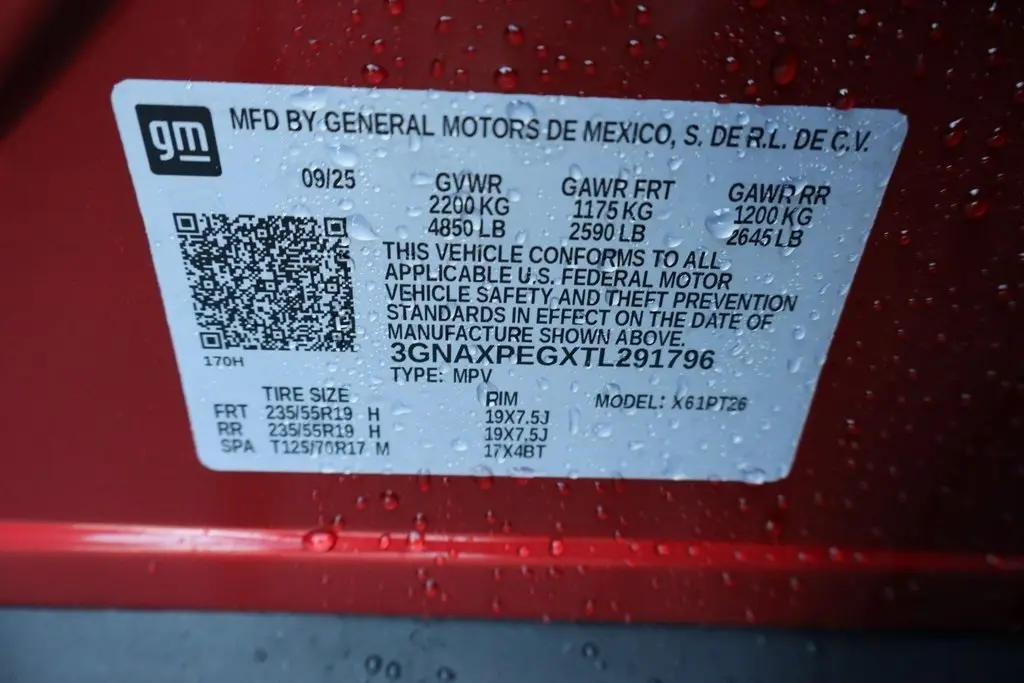 gm
MFD BY GENERAL MOTORS DE MEXICO, S. DE R.L. DE C.V.
09/25 GVWR GAWR FRT GAWR RR
2200 KG 1175 KG 1200 KG
4850 LB 2590 LB 2645 LB
THIS VEHICLE CONFORMS TO ALL
APPLICABLE U.S. FEDERAL MOTOR
VEHICLE SAFETY AND THEFT PREVENTION
STANDARDS IN EFFECT ON THE DATE OF
MANUFACTURE SHOWN ABOVE.
170H 3GNAXPEGXTL291796
TYPE: MPV
TIRE SIZE RIM MODEL: X61PT26
FRT 235/55R19 H 19X7.5J
RR 235/55R19 H 19X7.5J
SPA T125/70R17 M 17X4BT